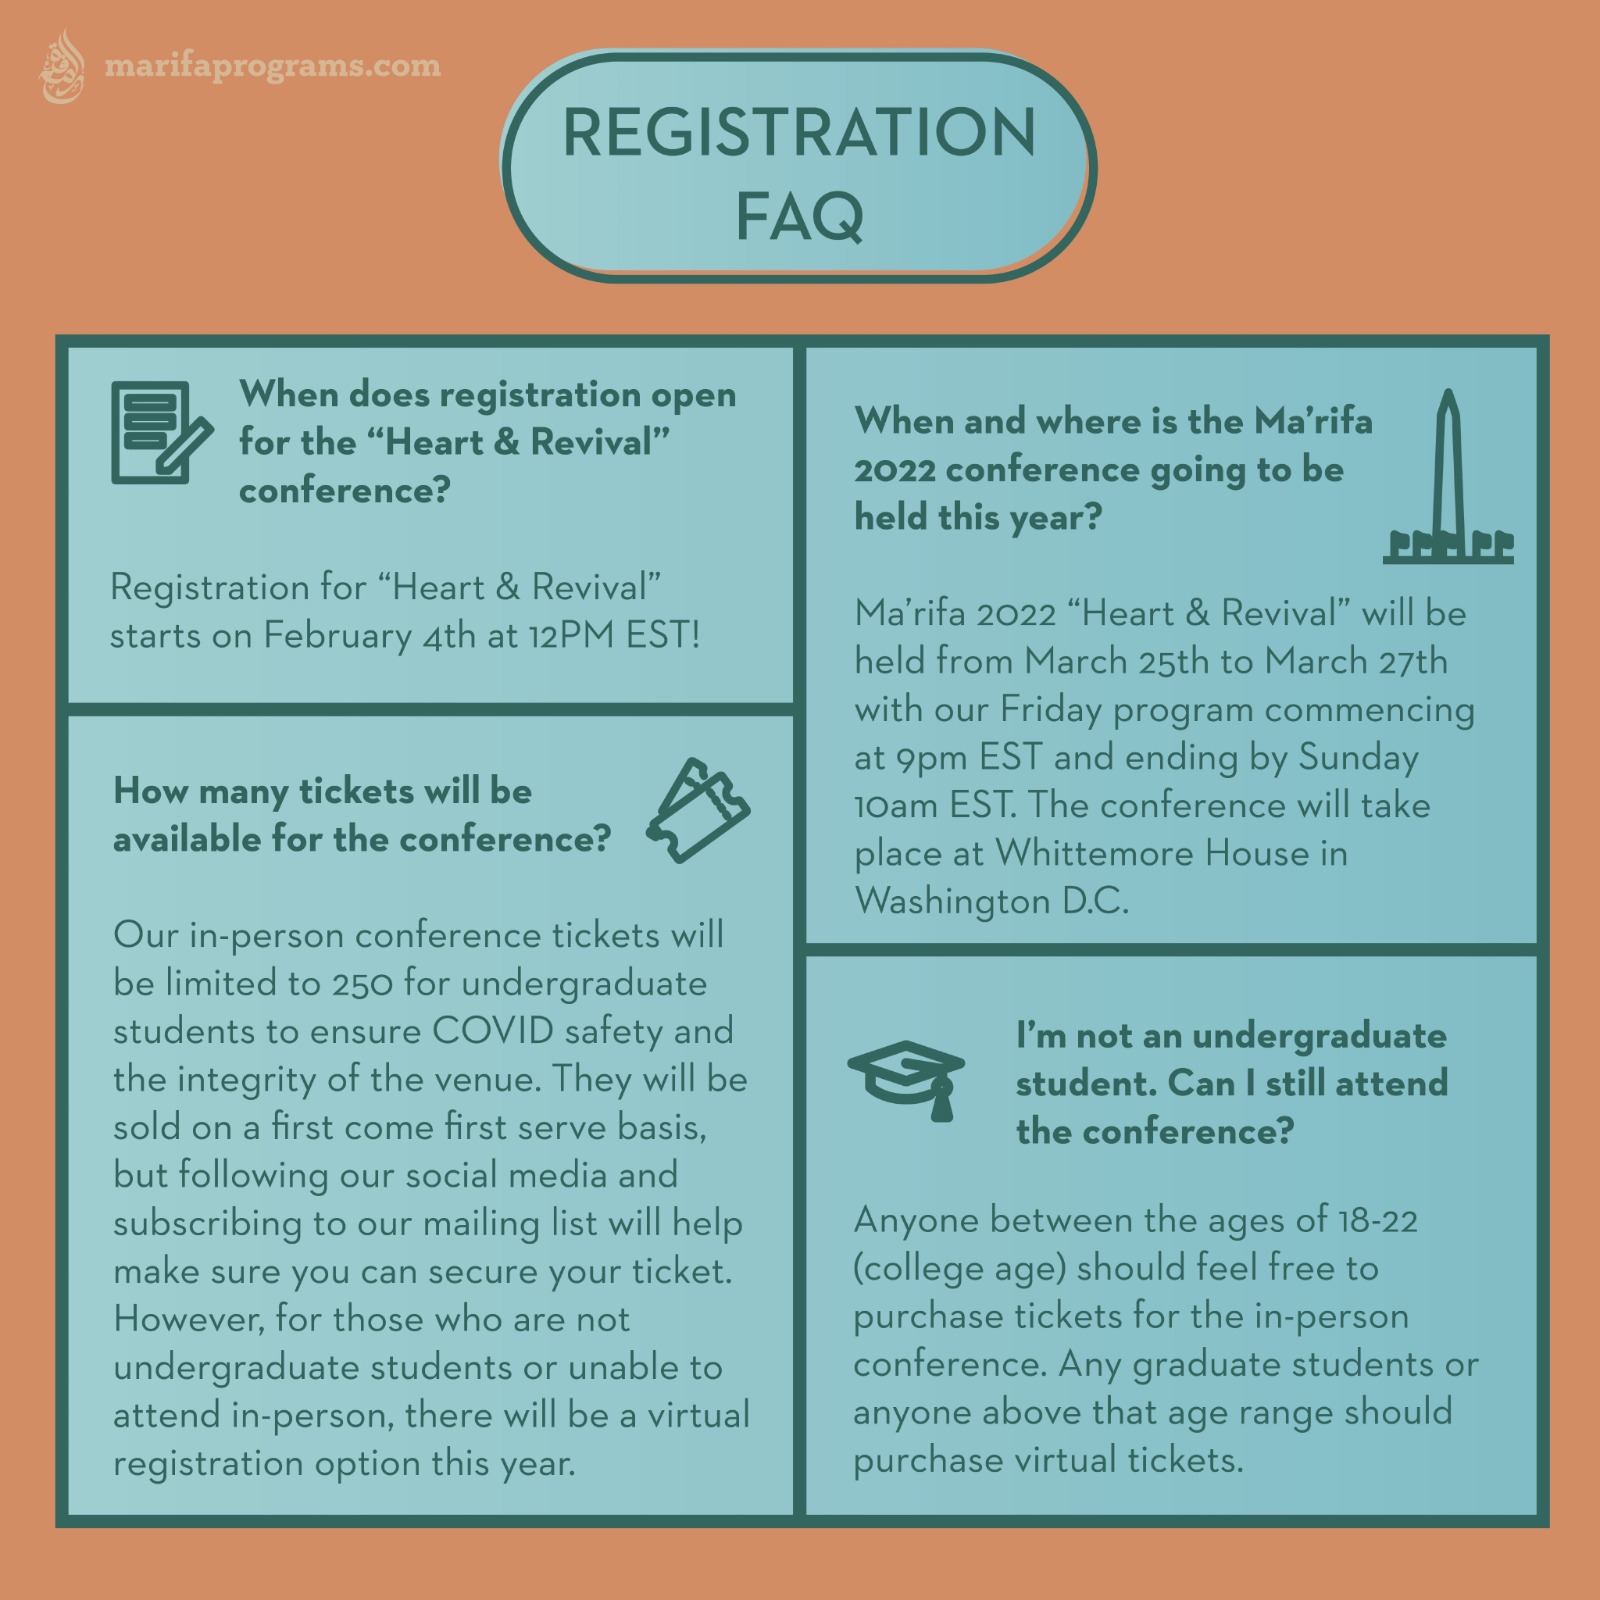 marifaprograms.com
REGISTRATION
FAQ
When does registration open
for the “Heart & Revival”
conference?
Registration for “Heart & Revival”
starts on February 4th at 12PM EST!
How many tickets will be
available for the conference?
Our in-person conference tickets will
be limited to 250 for undergraduate
students to ensure COVID safety and
the integrity of the venue. They will be
sold on a first come first serve basis,
but following our social media and
subscribing to our mailing list will help
make sure you can secure your ticket.
However, for those who are not
undergraduate students or unable to
attend in-person, there will be a virtual
registration option this year.
When and where is the Ma’rifa
2022 conference going to be
held this year?
Ma’rifa 2022 “Heart & Revival” will be
held from March 25th to March 27th
with our Friday program commencing
at 9pm EST and ending by Sunday
10am EST. The conference will take
place at Whittemore House in
Washington D.C.
I’m not an undergraduate
student. Can I still attend
the conference?
Anyone between the ages of 18-22
(college age) should feel free to
purchase tickets for the in-person
conference. Any graduate students or
anyone above that age range should
purchase virtual tickets.